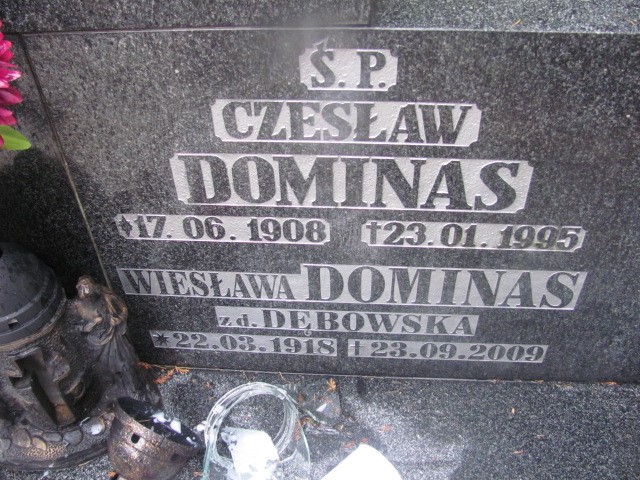 Ś.P.
CZESŁAW
DOMINAS
*17.06.1908 †23.01.1995
WIESŁAWA DOMINAS
z d. DĘBOWSKA
*22.03.1918 †23.09.2009